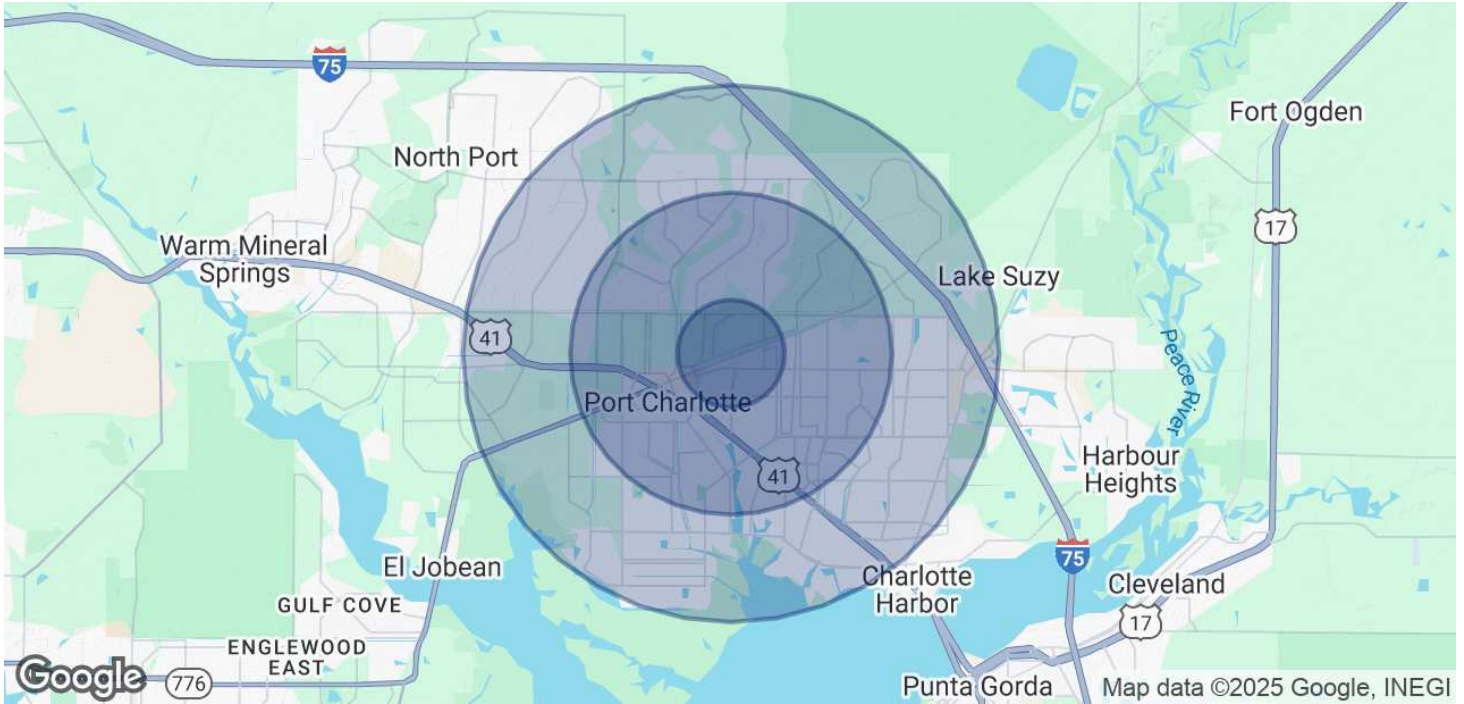 75
Fort Ogden
North Port
17
Warm Mineral
Springs
Lake Suzy
41
Peace River
Port Charlotte
Harbour
Heights
41
75
El Jobean
Charlotte
Harbor
Cleveland
GULF COVE
17
ENGLEWOOD
EAST
Google
776
Punta Gorda
Map data ©2025 Google, INEGI